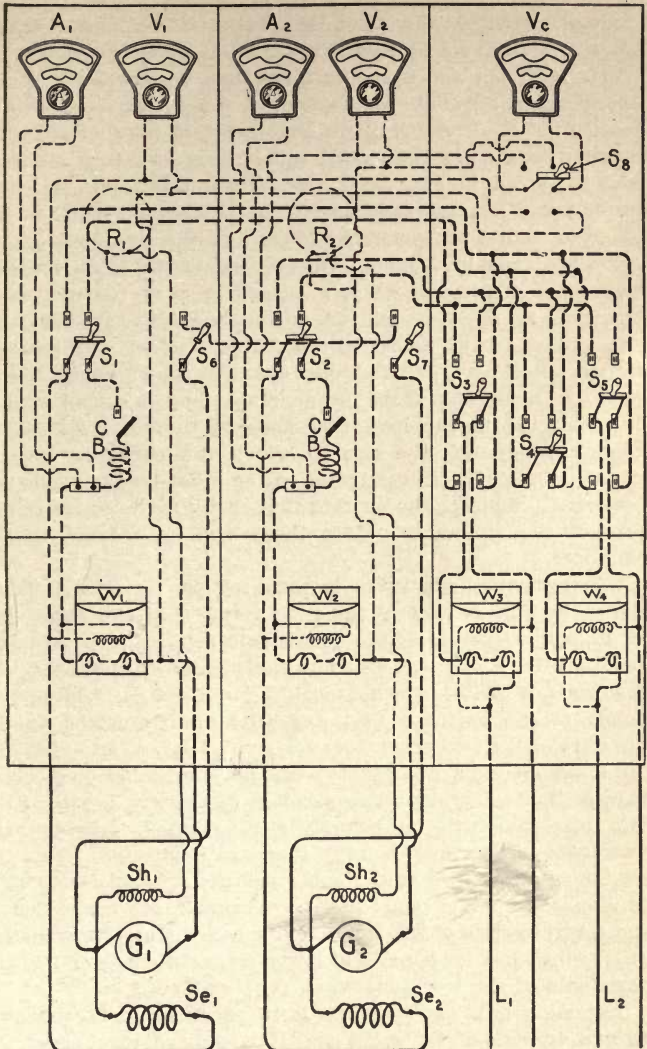 A₁ V₁ A₂ V₂ Vc
S₈
R₁ R₂
S₁ S₆ S₂ S₇ S₃ S₅
C
B
C
B
S₄
W₁ W₂ W₃ W₄
Sh₁ Sh₂
G₁ G₂
Se₁ Se₂ L₁ L₂